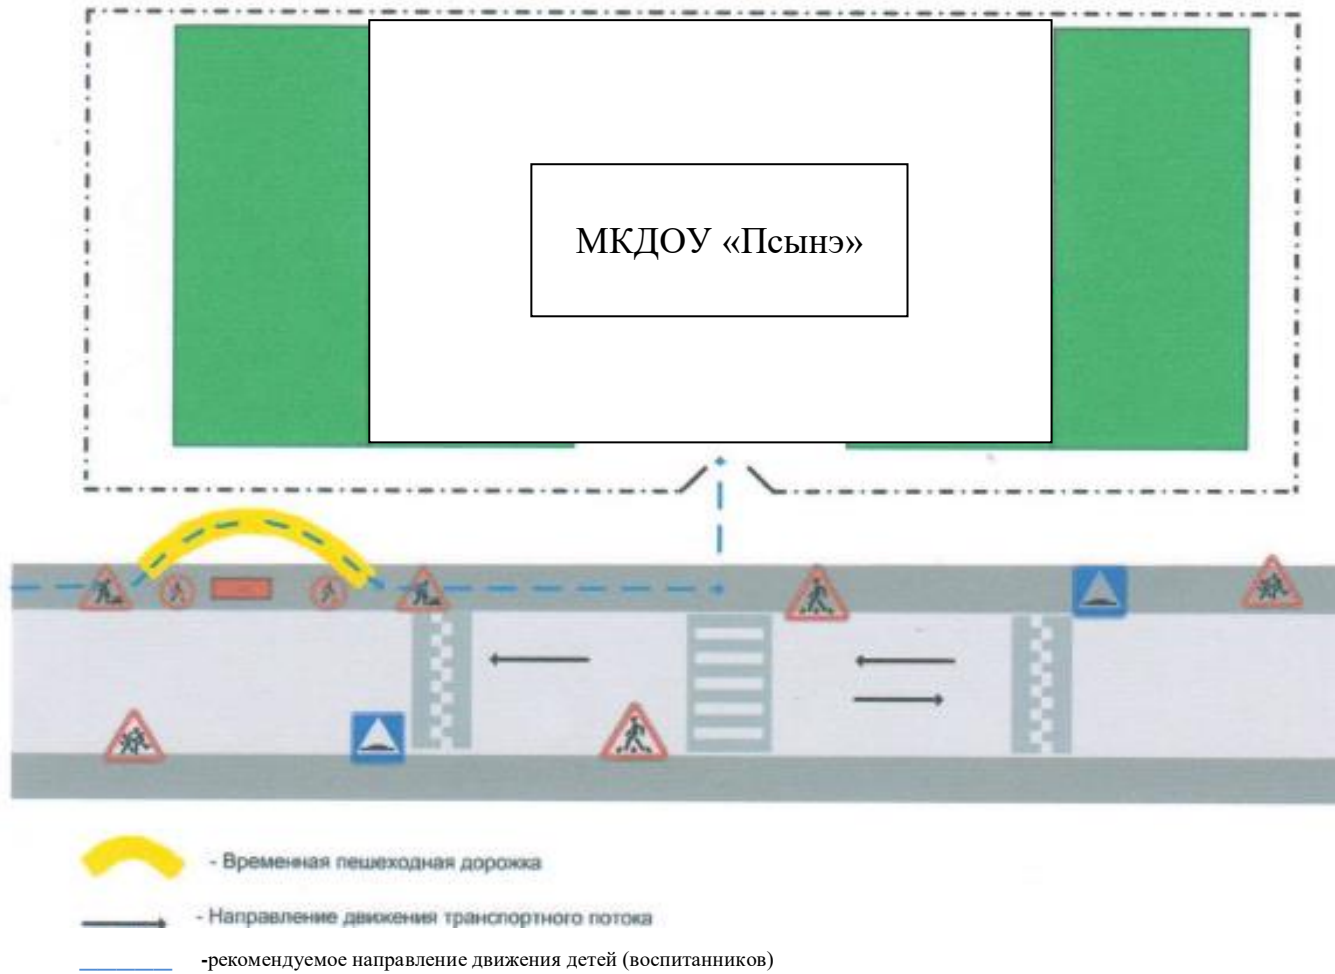 МКДОУ «Псынэ»
- Временная пешеходная дорожка
- Направление движения транспортного потока
-рекомендуемое направление движения детей (воспитанников)